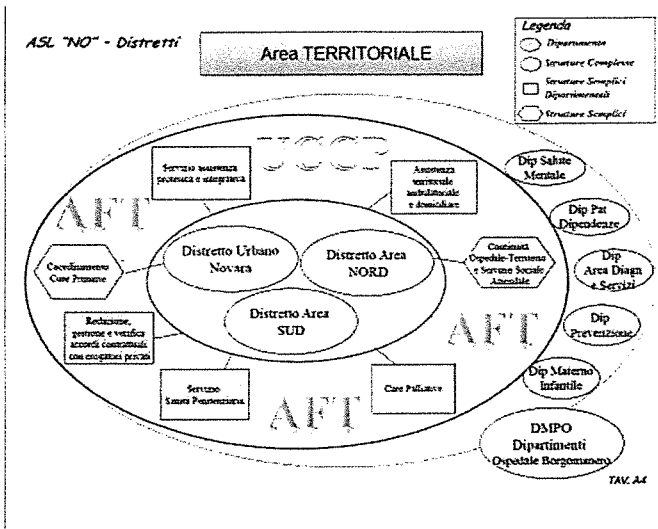 ASL "NO" - Distretti
Area TERRITORIALE
Legenda
Dipartimento
Strutture Complesse
Strutture Semplici
Dipartimentali
Strutture Semplici
UCCP
AFT
Servizio assistenza
protesica e integrativa
Assistenza
territoriale
ambulatoriale
e domiciliare
Dip Salute
Mentale
Dip Pat
Dipendenze
Coordinamento
Cure Primarie
Distretto Urbano
Novara
Distretto Area
NORD
Continuità
Ospedale-Territorio
e Servizio Sociale
Aziendale
Dip
Area Diagn
e Servizi
Distretto Area
SUD
Redazione,
gestione e verifica
accordi contrattuali
con erogatori privati
AFT
Dip
Prevenzione
Servizio
Sanità Penitenziaria
AFT
Cure Palliative
Dip Materno
Infantile
DMPO
Dipartimenti
Ospedale Borgomanero
TAV. A4